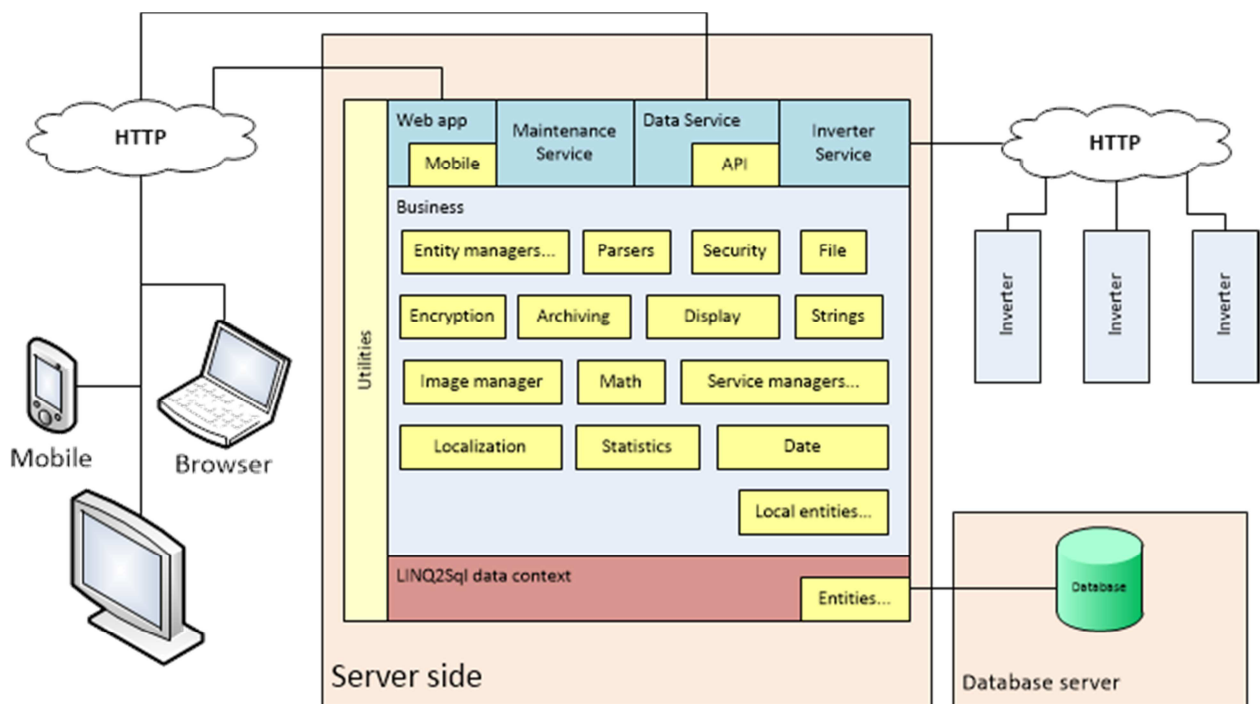 HTTP
Mobile
Browser
Utilities
Web app
Mobile
Maintenance
Service
Data Service
API
Inverter
Service
Business
Entity managers...
Parsers
Security
File
Encryption
Archiving
Display
Strings
Image manager
Math
Service managers...
Localization
Statistics
Date
Local entities...
LINQ2Sql data context
Entities...
Server side
HTTP
Inverter
Inverter
Inverter
Database
Database server